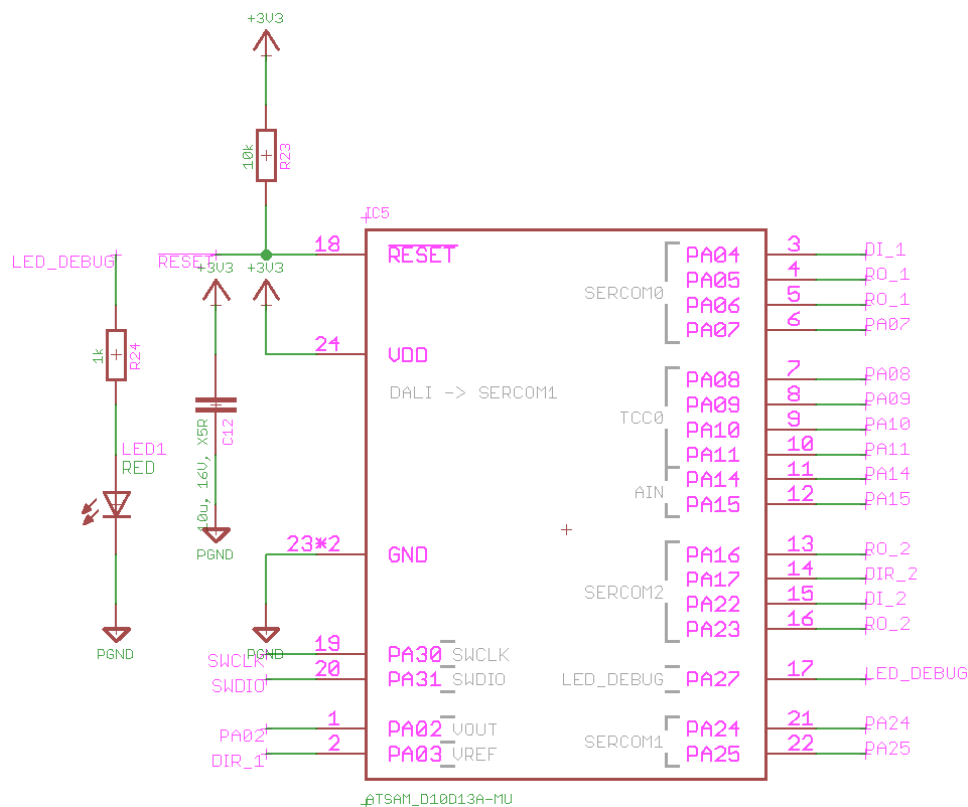 +3V3
10k
R23
IC5
LED_DEBUG
RESET
18
RESET
+3V3
+3V3
24
VDD
DALI -> SERCOM1
1k
R24
LED1
RED
10u, 16V, X5R
C12
PGND
23*2
GND
PGND
PGND
SWCLK
19
PA30
SWCLK
SWDIO
20
PA31
SWDIO
PA02
1
PA02
VOUT
DIR_1
2
PA03
VREF
SERCOM0
PA04
3
DI_1
PA05
4
RO_1
PA06
5
RO_1
PA07
6
PA07
TCC0
PA08
7
PA08
PA09
8
PA09
PA10
9
PA10
PA11
10
PA11
AIN
PA14
11
PA14
PA15
12
PA15
SERCOM2
PA16
13
RO_2
PA17
14
DIR_2
PA22
15
DI_2
PA23
16
RO_2
LED_DEBUG
PA27
17
LED_DEBUG
SERCOM1
PA24
21
PA24
PA25
22
PA25
ATSAM_D10D13A-MU